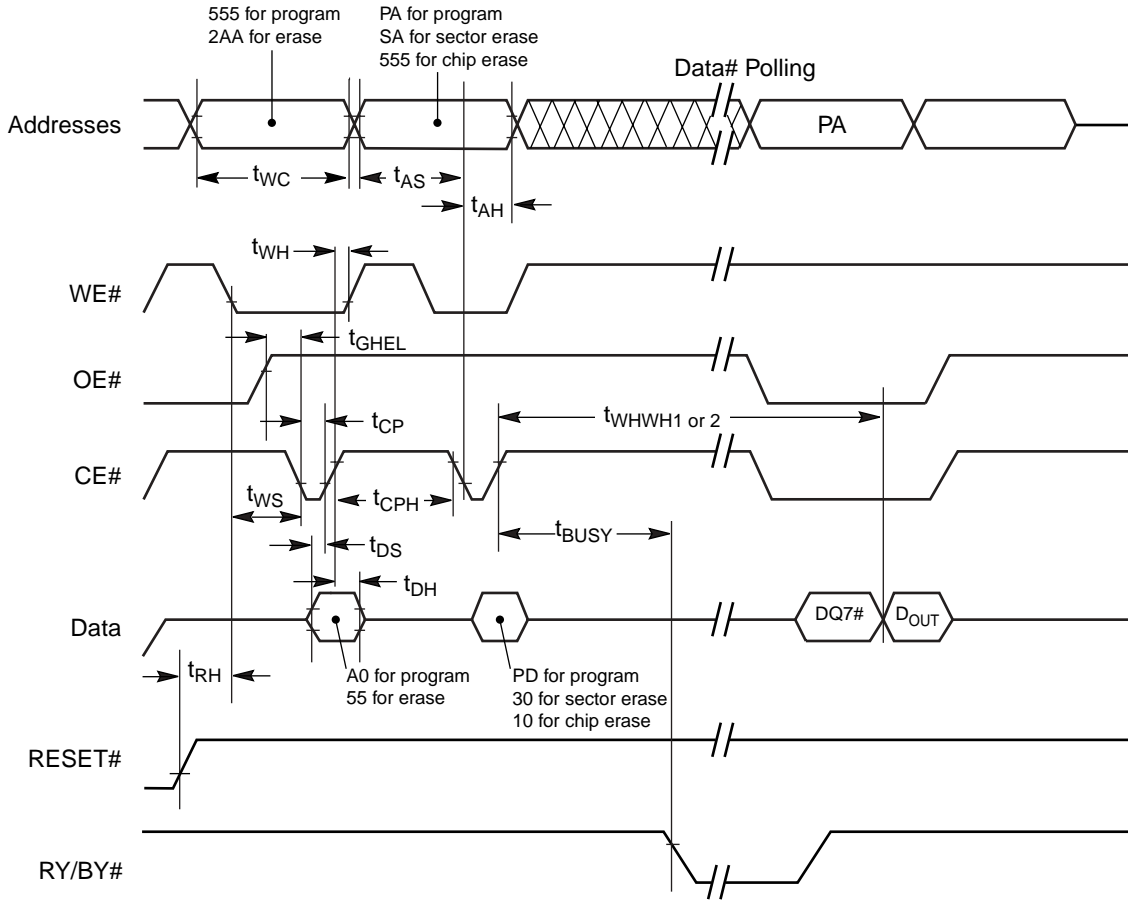 555 for program
2AA for erase
PA for program
SA for sector erase
555 for chip erase
Data# Polling
Addresses
PA
tWC
tAS
tAH
tWH
WE#
tGHEL
OE#
tWHWH1 or 2
tCP
CE#
tWS
tCPH
tBUSY
tDS
tDH
Data
DQ7#
DOUT
tRH
A0 for program
55 for erase
PD for program
30 for sector erase
10 for chip erase
RESET#
RY/BY#